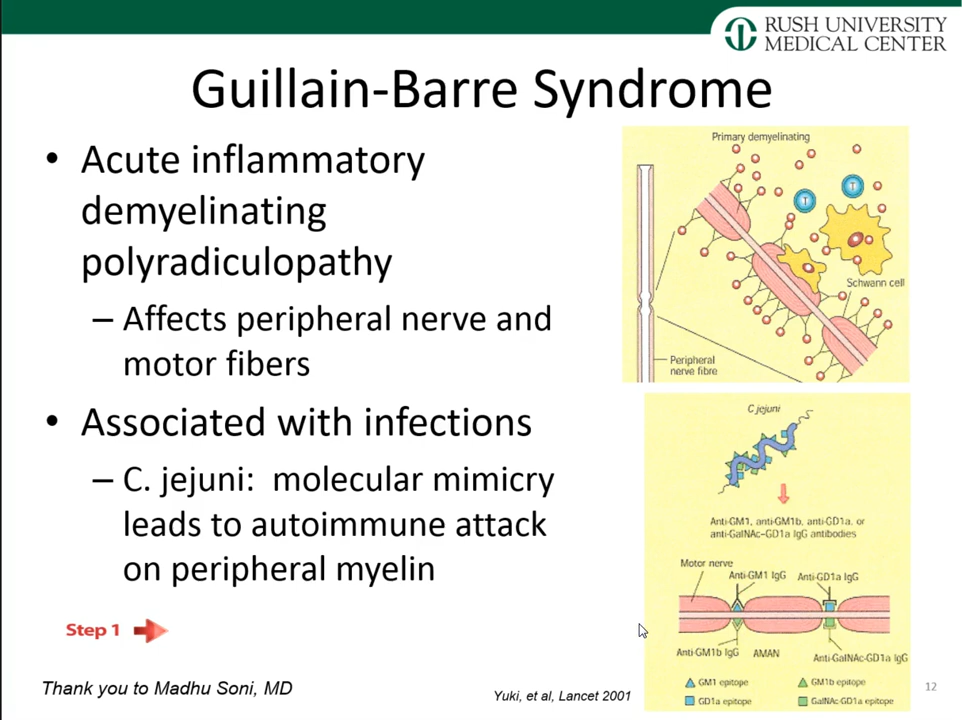 RUSH UNIVERSITY
MEDICAL CENTER
Guillain-Barre Syndrome
• Acute inflammatory
demyelinating
polyradiculopathy
– Affects peripheral nerve and
motor fibers
• Associated with infections
– C. jejuni: molecular mimicry
leads to autoimmune attack
on peripheral myelin
Step 1
Thank you to Madhu Soni, MD
Primary demyelinating
T
T
Schwann cell
Peripheral
nerve fibre
C jejuni
Anti-GM1, anti-GM1b, anti-GD1a, or
anti-GalNAc–GD1a IgG antibodies
Motor nerve
Anti-GM1 IgG Anti-GD1a IgG
Anti-GM1b IgG AMAN Anti-GalNAc-GD1a IgG
GM1 epitope GM1b epitope
GD1a epitope GalNAc-GD1a epitope
Yuki, et al, Lancet 2001
12